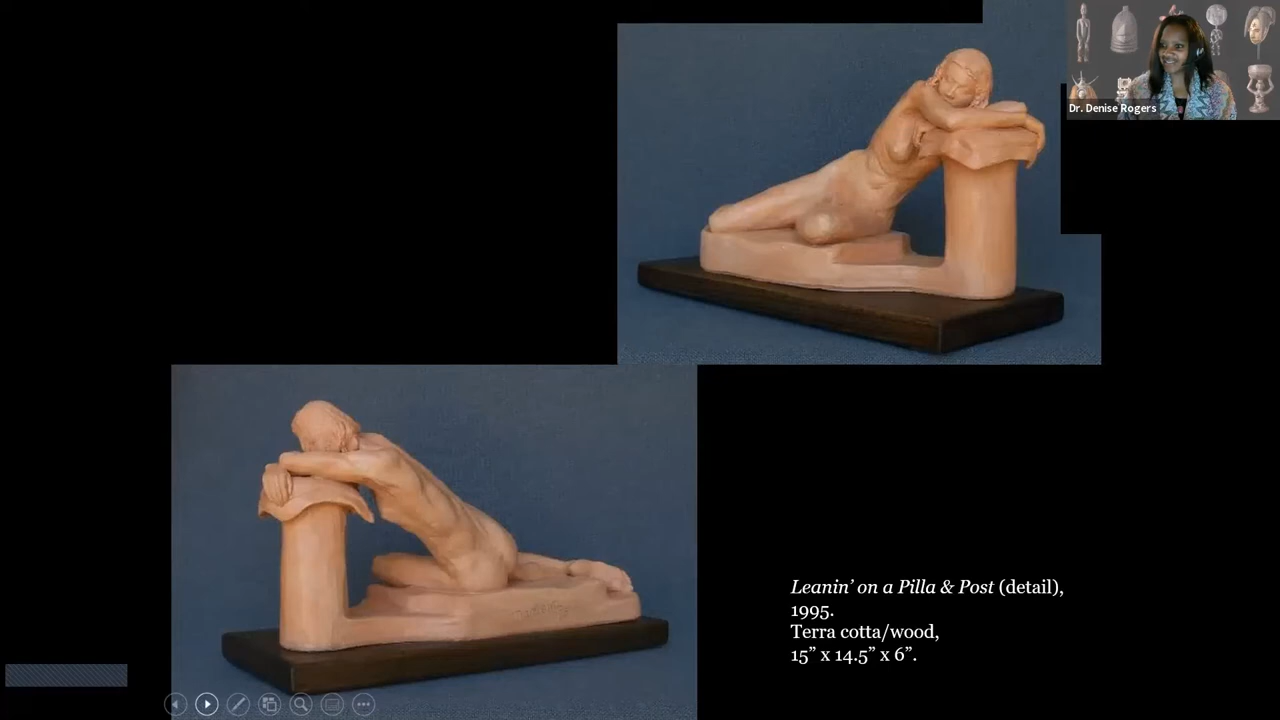 Dr. Denise Rogers
Leanin’ on a Pilla & Post (detail),
1995.
Terra cotta/wood,
15” x 14.5” x 6”.